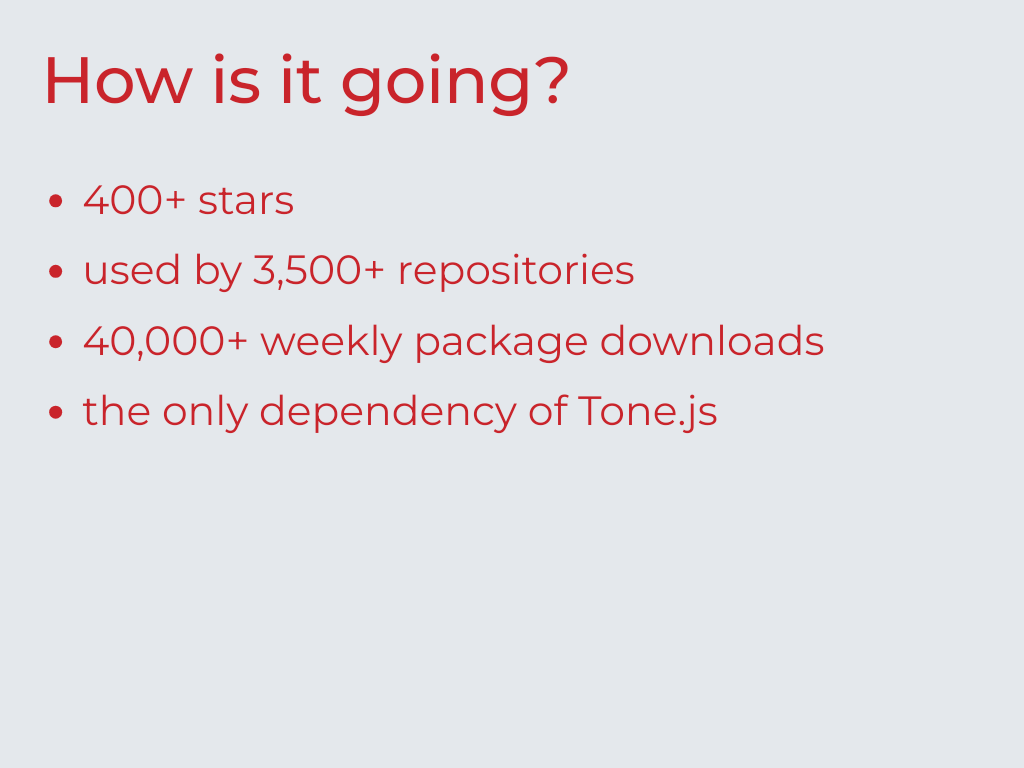 How is it going?
• 400+ stars
• used by 3,500+ repositories
• 40,000+ weekly package downloads
• the only dependency of Tone.js